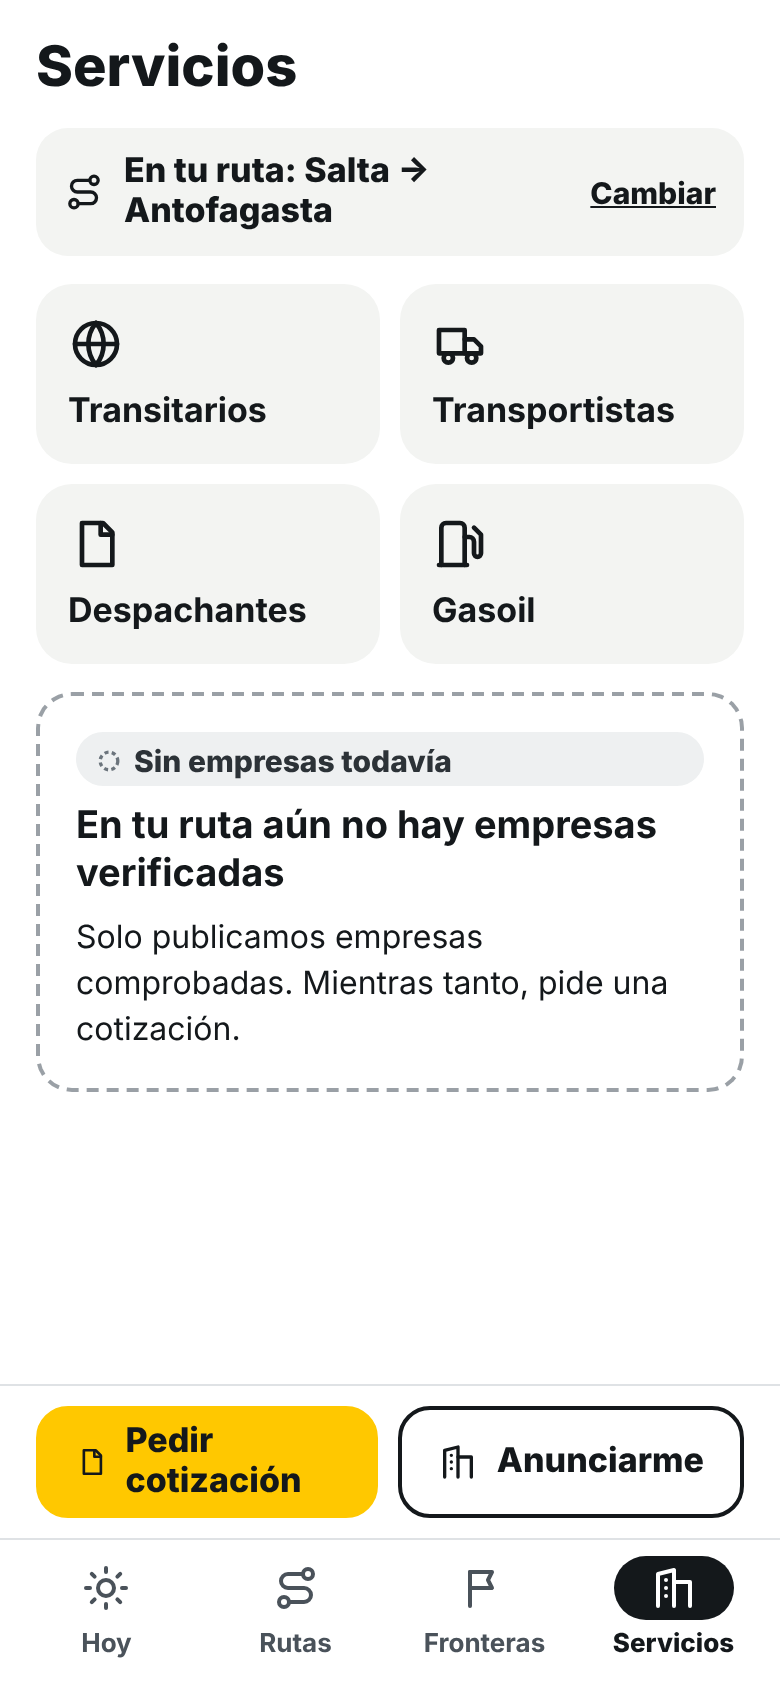 Servicios
En tu ruta: Salta →
Antofagasta
Cambiar
Transitarios
Transportistas
Despachantes
Gasoil
Sin empresas todavía
En tu ruta aún no hay empresas
verificadas
Solo publicamos empresas
comprobadas. Mientras tanto, pide una
cotización.
Pedir
cotización
Anunciarme
Hoy
Rutas
Fronteras
Servicios